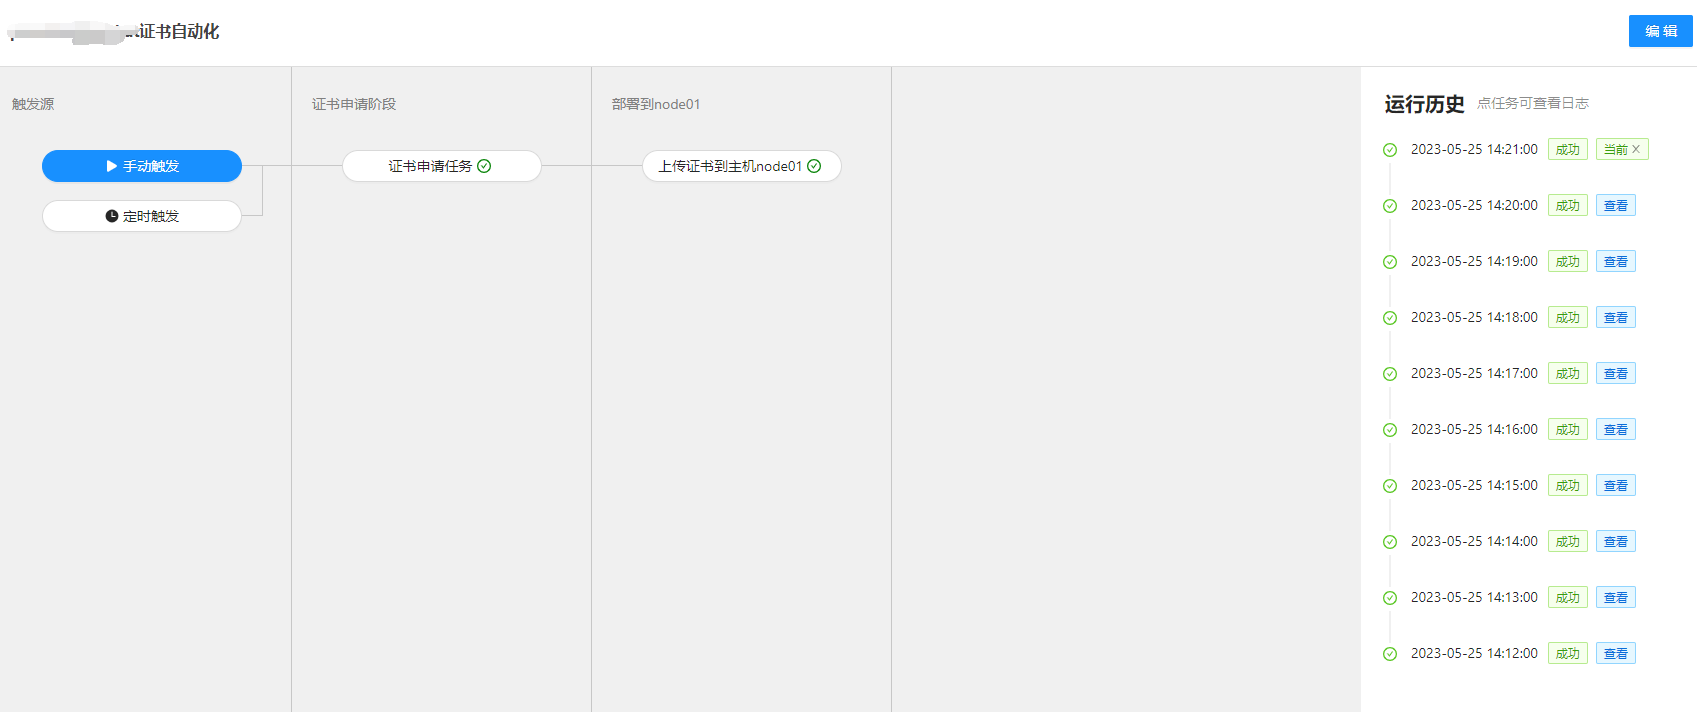 证书自动化
编 辑
触发源
证书申请阶段
部署到node01
手动触发
证书申请任务
上传证书到主机node01
定时触发
运行历史 点任务可查看日志
2023-05-25 14:21:00 成功 当前 X
2023-05-25 14:20:00 成功 查看
2023-05-25 14:19:00 成功 查看
2023-05-25 14:18:00 成功 查看
2023-05-25 14:17:00 成功 查看
2023-05-25 14:16:00 成功 查看
2023-05-25 14:15:00 成功 查看
2023-05-25 14:14:00 成功 查看
2023-05-25 14:13:00 成功 查看
2023-05-25 14:12:00 成功 查看